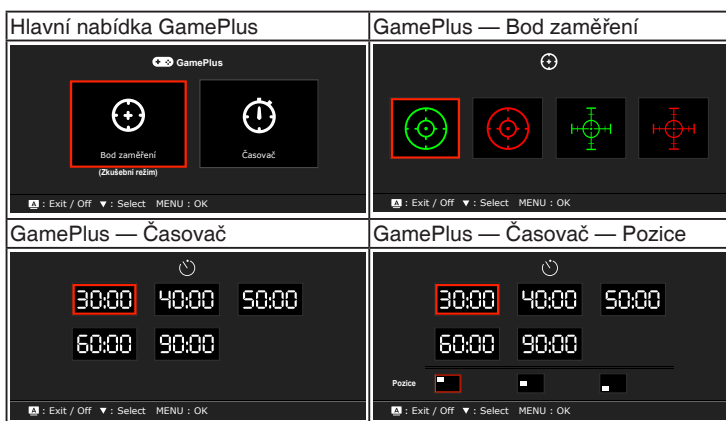 Hlavní nabídka GamePlus
GamePlus
Bod zaměření
(Zkušební režim)
Časovač
A : Exit / Off ▼ : Select MENU : OK
GamePlus — Bod zaměření
A : Exit / Off ▼ : Select MENU : OK
GamePlus — Časovač
30:00 40:00 50:00
60:00 90:00
A : Exit / Off ▼ : Select MENU : OK
GamePlus — Časovač — Pozice
30:00 40:00 50:00
60:00 90:00
Pozice
A : Exit / Off ▼ : Select MENU : OK